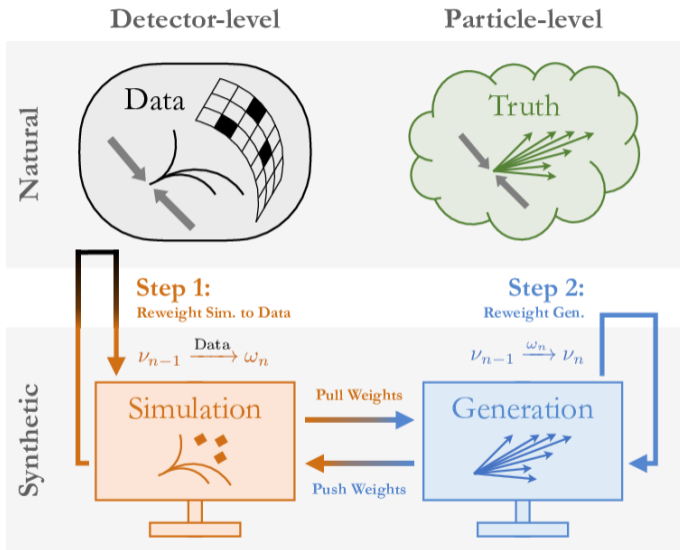 Detector-level
Particle-level
Natural
Data
Truth
Step 1:
Reweight Sim. to Data
Step 2:
Reweight Gen.
Synthetic
νₙ₋₁ —Data→ ωₙ
νₙ₋₁ —ωₙ→ νₙ
Simulation
Pull Weights
Push Weights
Generation